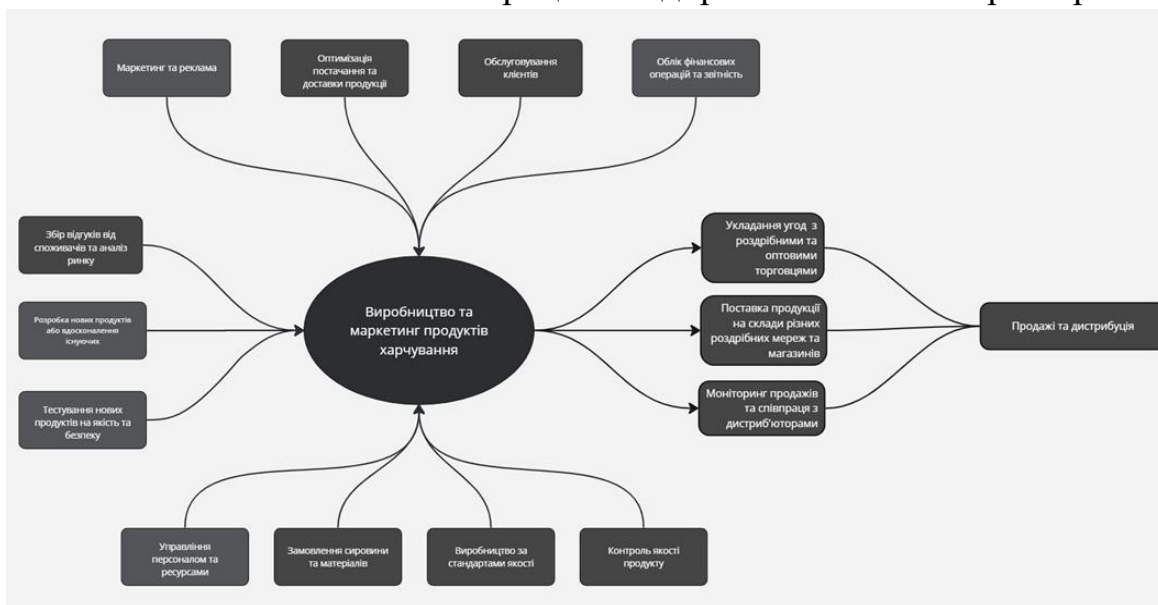 Маркетинг та реклама
Оптимізація
постачання та
доставки продукції
Обслуговування
клієнтів
Облік фінансових
операцій та звітність
Збір відгуків від
споживачів та аналіз
ринку
Розробка нових продуктів
або вдосконалення
існуючих
Тестування нових
продуктів на якість та
безпеку
Виробництво та
маркетинг продуктів
харчування
Укладання угод з
роздрібними та
оптовими
торговцями
Поставка продукції
на склади різних
роздрібних мереж та
магазинів
Моніторинг продажів
та співпраця з
дистриб'юторами
Продажі та дистрибуція
Управління
персоналом та
ресурсами
Замовлення сировини
та матеріалів
Виробництво за
стандартами якості
Контроль якості
продукту